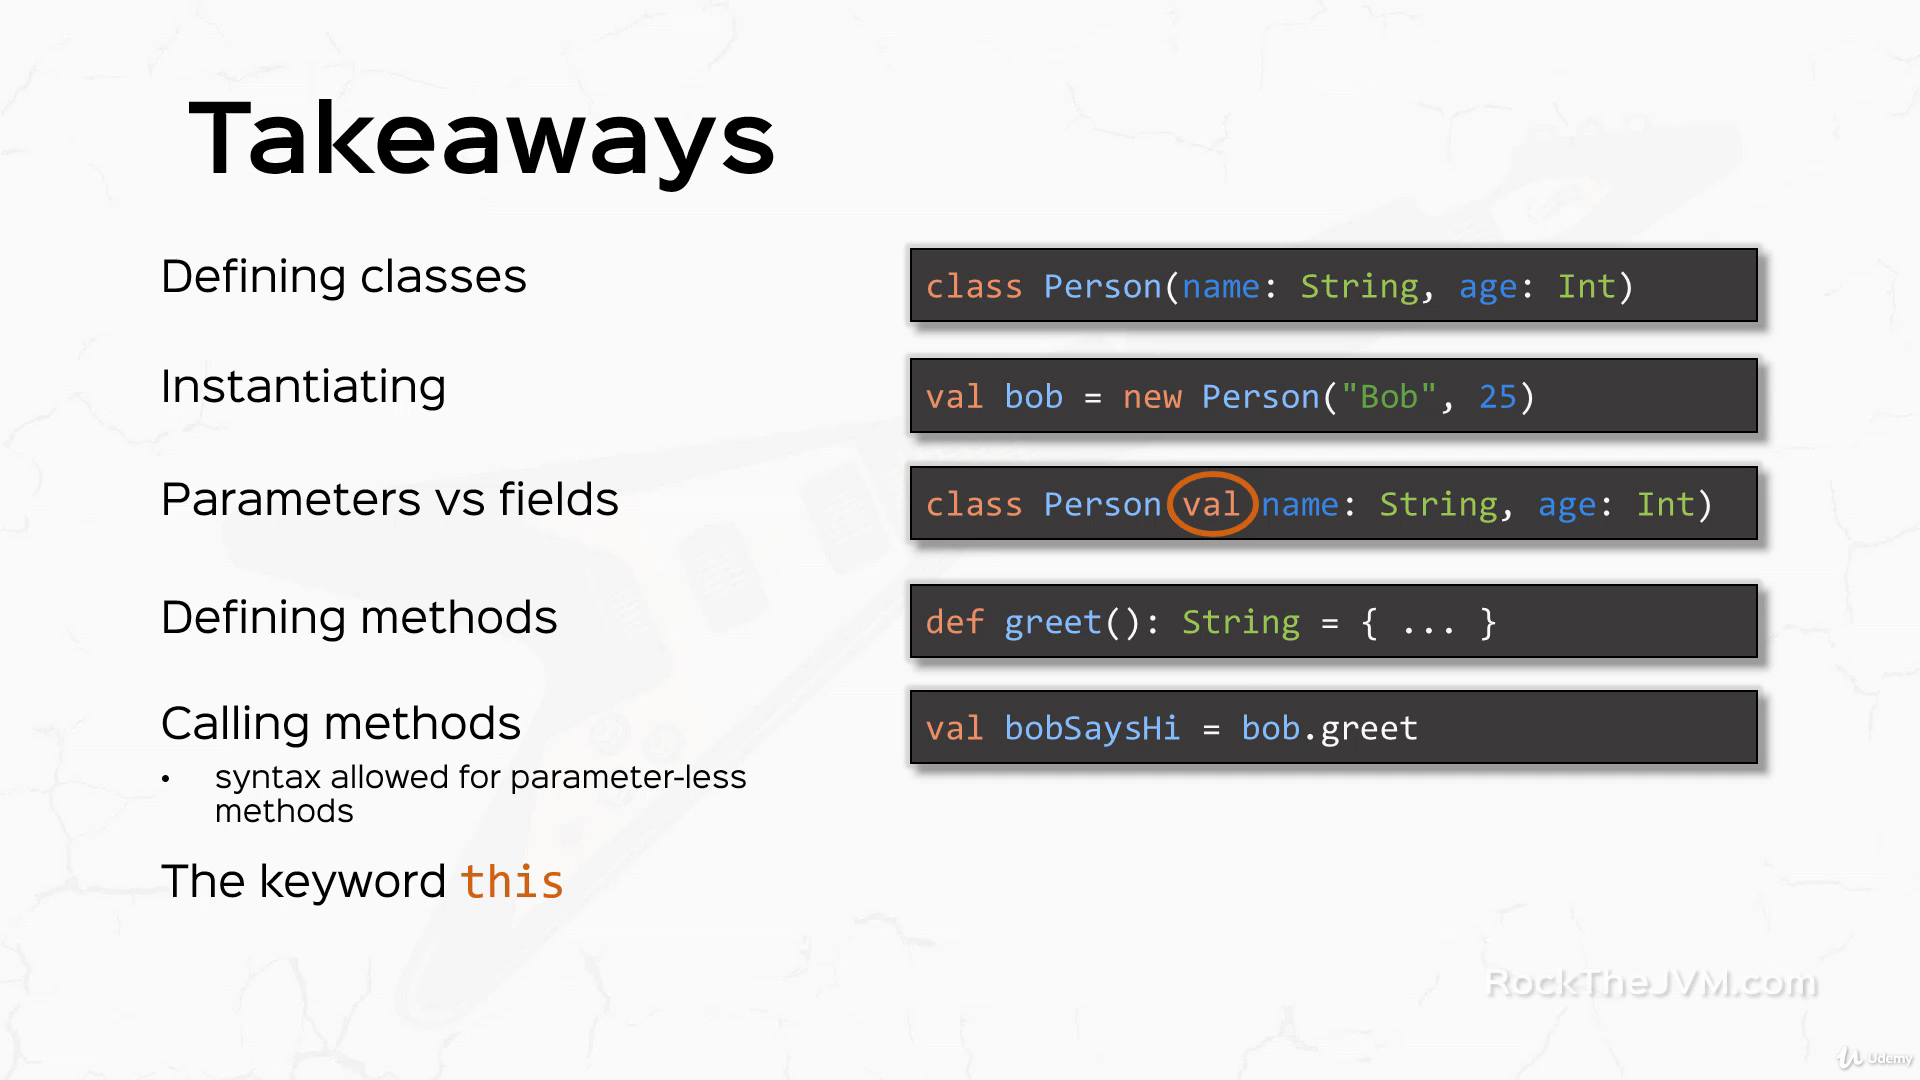 Takeaways
Defining classes
class Person(name: String, age: Int)
Instantiating
val bob = new Person("Bob", 25)
Parameters vs fields
class Person val name: String, age: Int)
Defining methods
def greet(): String = { ... }
Calling methods
val bobSaysHi = bob.greet
• syntax allowed for parameter-less
methods
The keyword this
RockTheJVM.com
Udemy